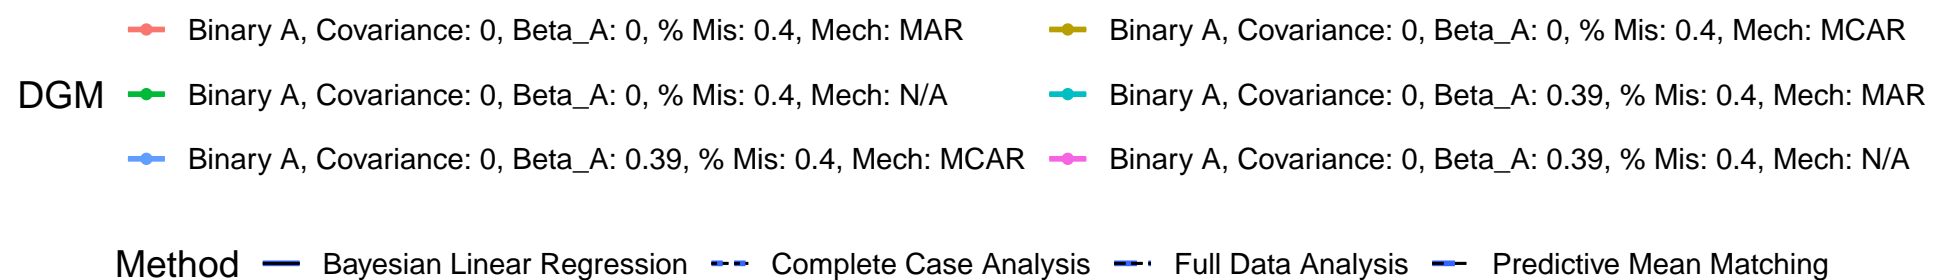 Binary A, Covariance: 0, Beta_A: 0, % Mis: 0.4, Mech: MAR Binary A, Covariance: 0, Beta_A: 0, % Mis: 0.4, Mech: MCAR
DGM Binary A, Covariance: 0, Beta_A: 0, % Mis: 0.4, Mech: N/A Binary A, Covariance: 0, Beta_A: 0.39, % Mis: 0.4, Mech: MAR
Binary A, Covariance: 0, Beta_A: 0.39, % Mis: 0.4, Mech: MCAR Binary A, Covariance: 0, Beta_A: 0.39, % Mis: 0.4, Mech: N/A
Method Bayesian Linear Regression Complete Case Analysis Full Data Analysis Predictive Mean Matching